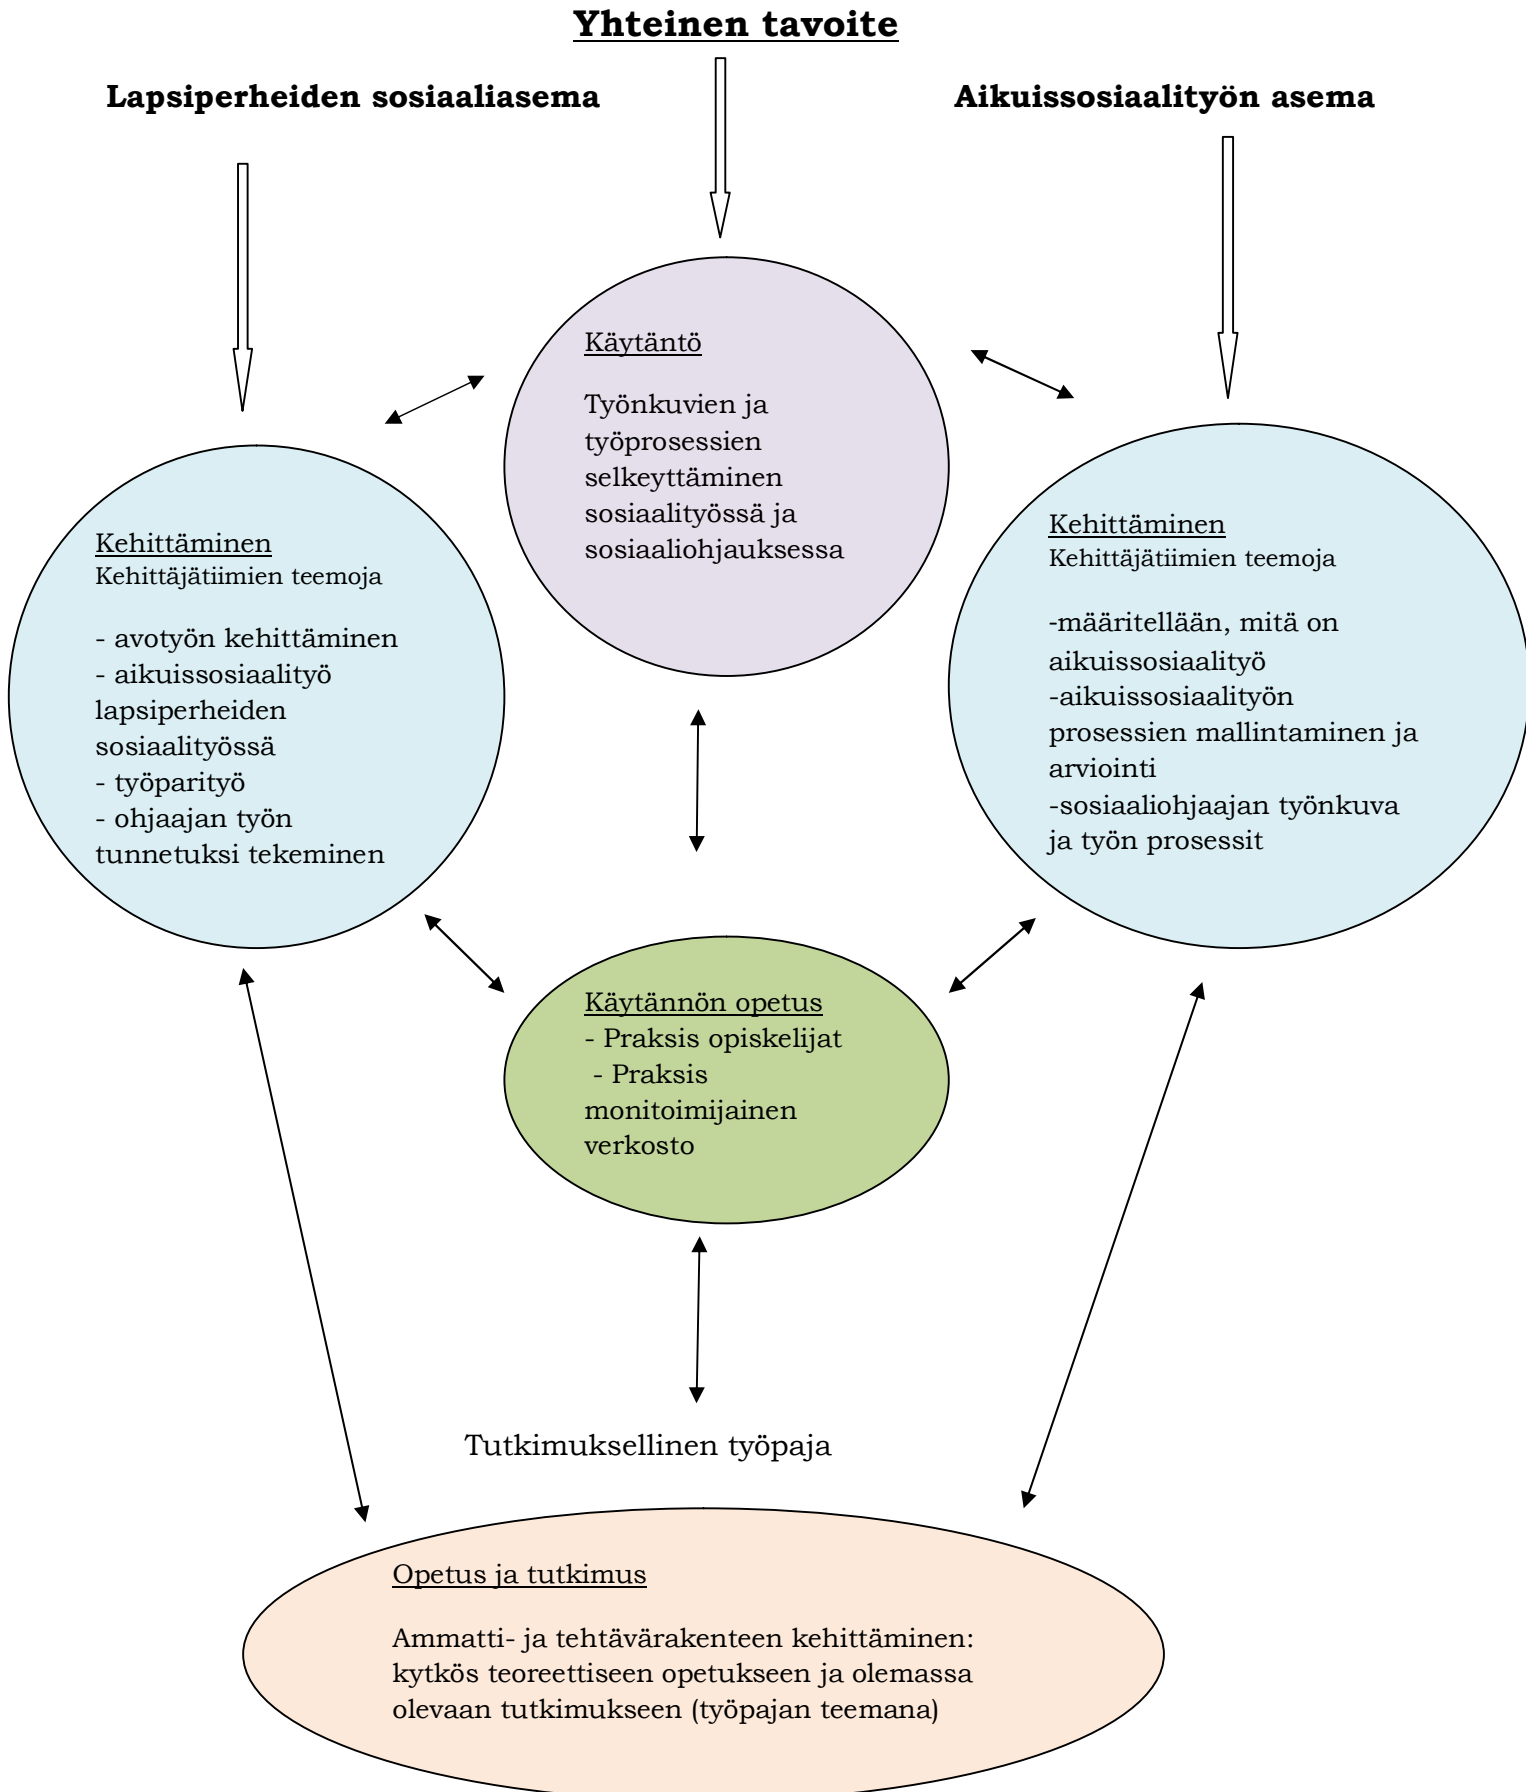 Yhteinen tavoite
Lapsiperheiden sosiaaliasema
Aikuissosiaalityön asema
Käytäntö
Työnkuvien ja
työprosessien
selkeyttäminen
sosiaalityössä ja
sosiaaliohjauksessa
Kehittäminen
Kehittäjätiimien teemoja
- avotyön kehittäminen
- aikuissosiaalityö
lapsiperheiden
sosiaalityössä
- työparityö
- ohjaajan työn
tunnetuksi tekeminen
Kehittäminen
Kehittäjätiimien teemoja
-määritellään, mitä on
aikuissosiaalityö
-aikuissosiaalityön
prosessien mallintaminen ja
arviointi
-sosiaaliohjaajan työnkuva
ja työn prosessit
Käytännön opetus
- Praksis opiskelijat
- Praksis
monitoimijainen
verkosto
Tutkimuksellinen työpaja
Opetus ja tutkimus
Ammatti- ja tehtävärakenteen kehittäminen:
kytkös teoreettiseen opetukseen ja olemassa
olevaan tutkimukseen (työpajan teemana)